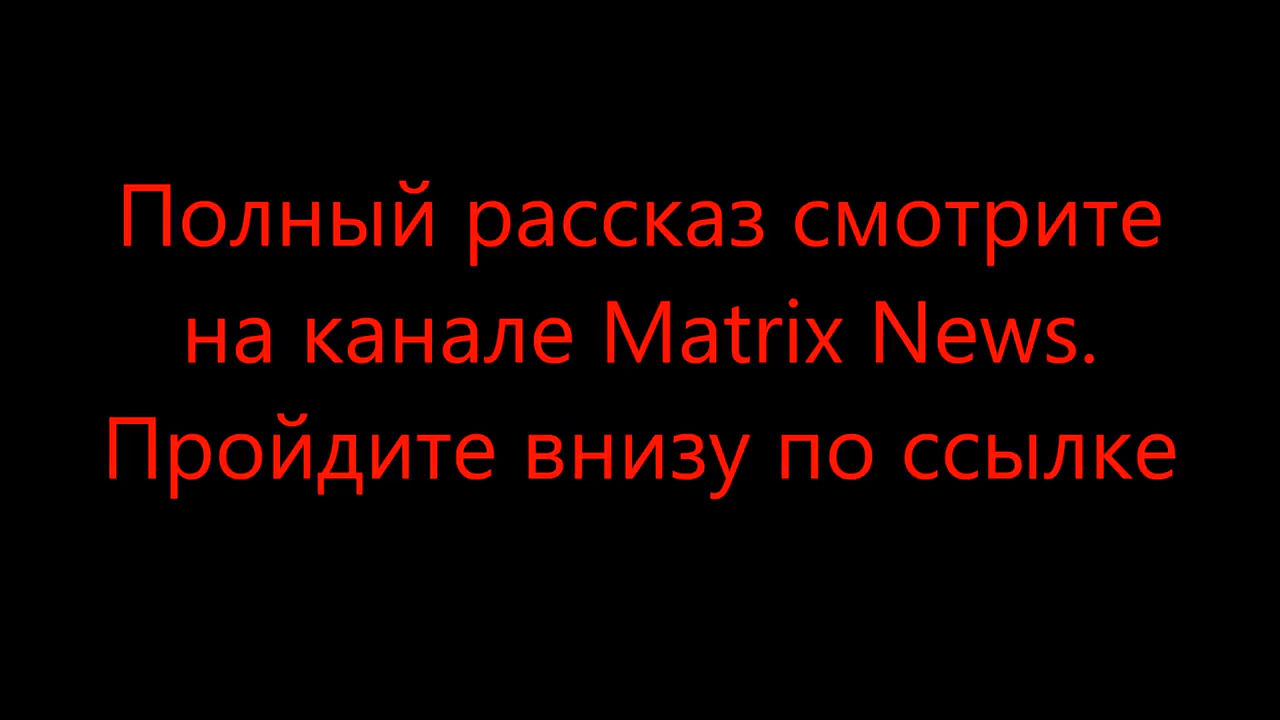 Полный рассказ смотрите
на канале Matrix News.
Пройдите внизу по ссылке